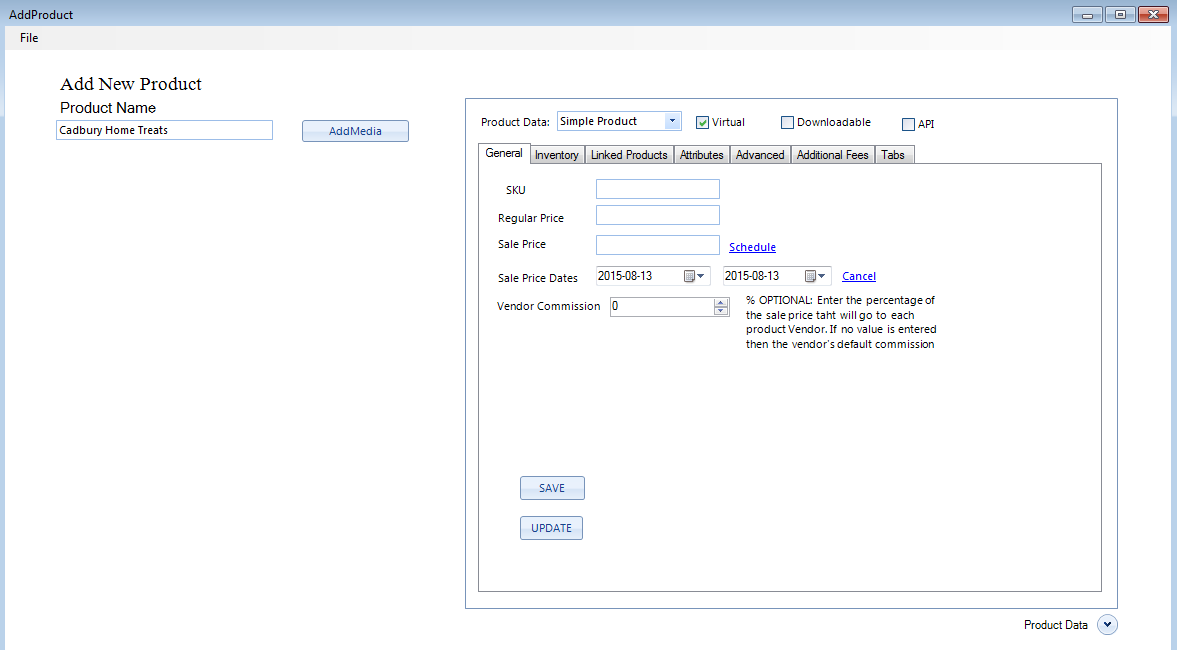 AddProduct
File
Add New Product
Product Name
Cadbury Home Treats
AddMedia
Product Data: Simple Product Virtual Downloadable API
General Inventory Linked Products Attributes Advanced Additional Fees Tabs
SKU
Regular Price
Sale Price Schedule
Sale Price Dates 2015-08-13 2015-08-13 Cancel
Vendor Commission 0
% OPTIONAL: Enter the percentage of
the sale price taht will go to each
product Vendor. If no value is entered
then the vendor's default commission
SAVE
UPDATE
Product Data